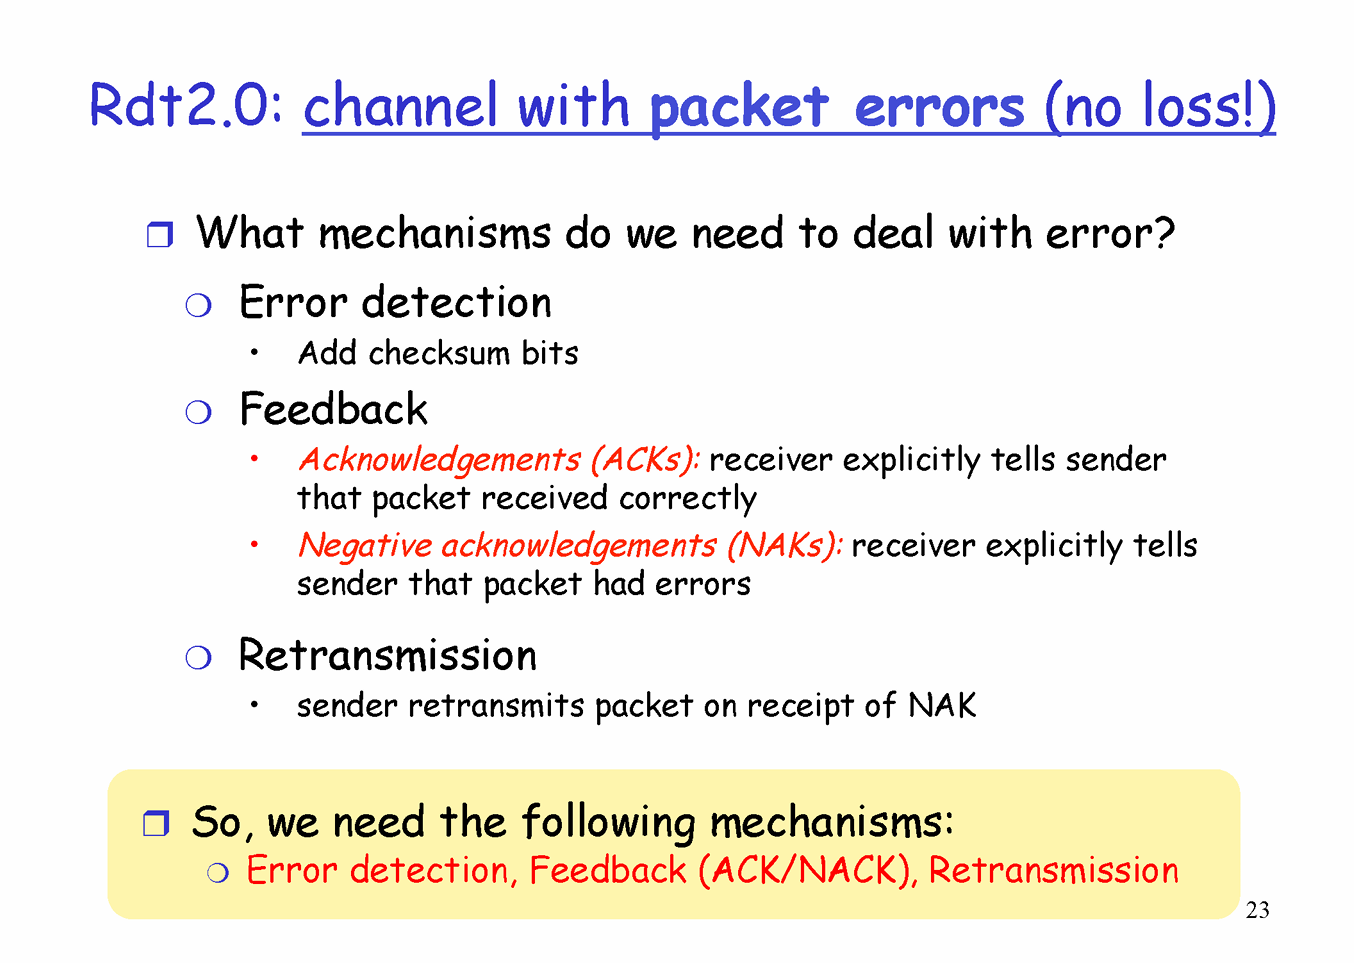 Rdt2.0: channel with packet errors (no loss!)
❒ What mechanisms do we need to deal with error?
❍ Error detection
• Add checksum bits
❍ Feedback
• Acknowledgements (ACKs): receiver explicitly tells sender
that packet received correctly
• Negative acknowledgements (NAKs): receiver explicitly tells
sender that packet had errors
❍ Retransmission
• sender retransmits packet on receipt of NAK
❒ So, we need the following mechanisms:
❍ Error detection, Feedback (ACK/NACK), Retransmission
23